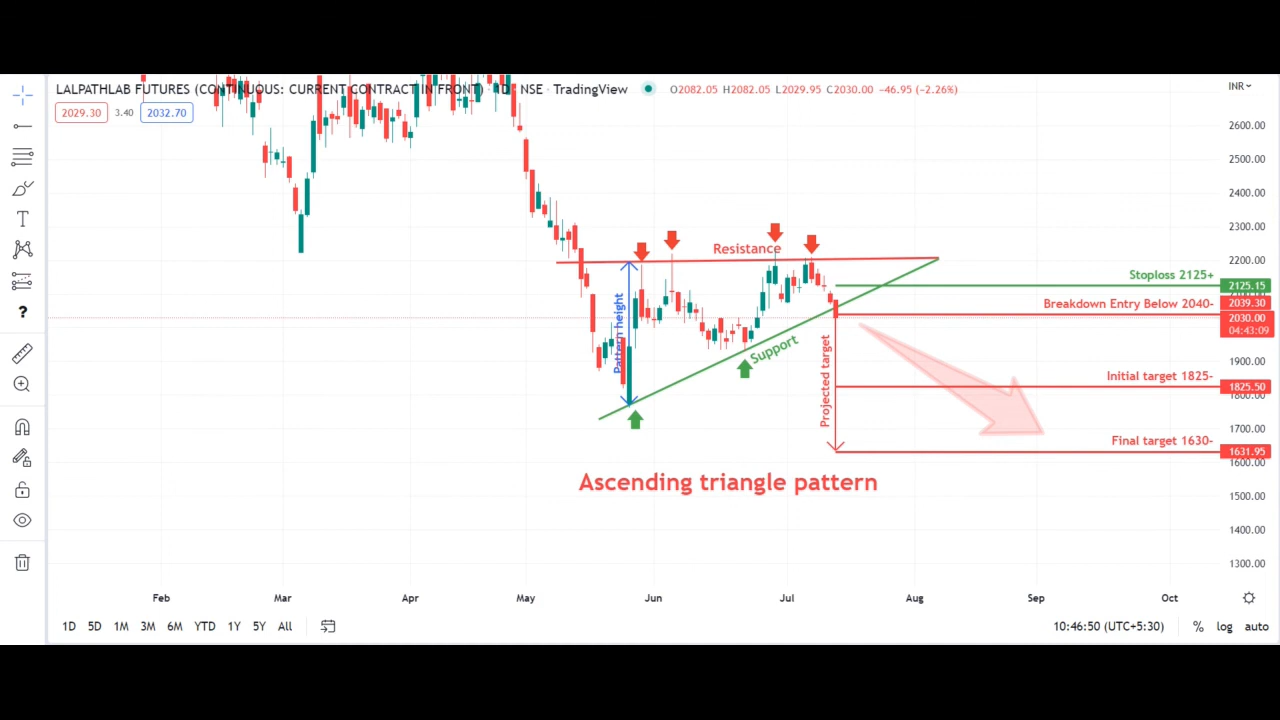 LALPATHLAB FUTURES (CONTINUOUS: CURRENT CONTRACT IN FRONT) · 1D · NSE · TradingView O2082.05 H2082.05 L2029.95 C2030.00 -46.95 (-2.26%)
INR
2029.30 3.40 2032.70
2600.00
2500.00
2400.00
2300.00
2200.00
Resistance
Stoploss 2125+
2125.15
Breakdown Entry Below 2040-
2039.30
2030.00
04:43:09
Pattern height
Support
Projected target
1900.00
Initial target 1825-
1825.50
1800.00
1700.00
Final target 1630-
1631.95
1600.00
Ascending triangle pattern
1500.00
1400.00
1300.00
Feb Mar Apr May Jun Jul Aug Sep Oct
1D 5D 1M 3M 6M YTD 1Y 5Y All 10:46:50 (UTC+5:30) % log auto